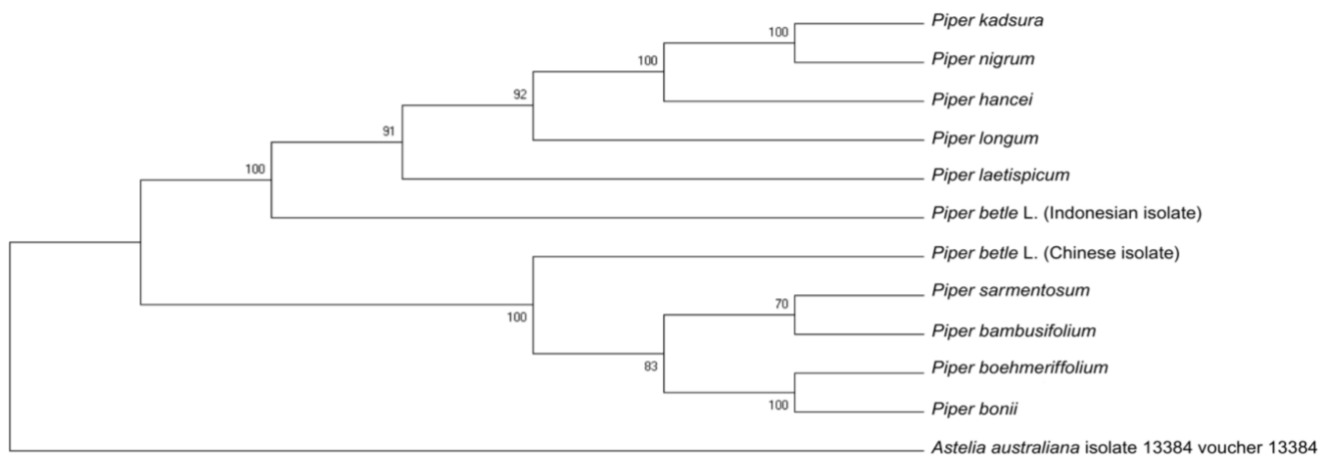 100
Piper kadsura
Piper nigrum
100
Piper hancei
92
Piper longum
91
Piper laetispicum
100
Piper betle L. (Indonesian isolate)
Piper betle L. (Chinese isolate)
100
Piper sarmentosum
70
Piper bambusifolium
83
Piper boehmeriffolium
100
Piper bonii
Astelia australiana isolate 13384 voucher 13384